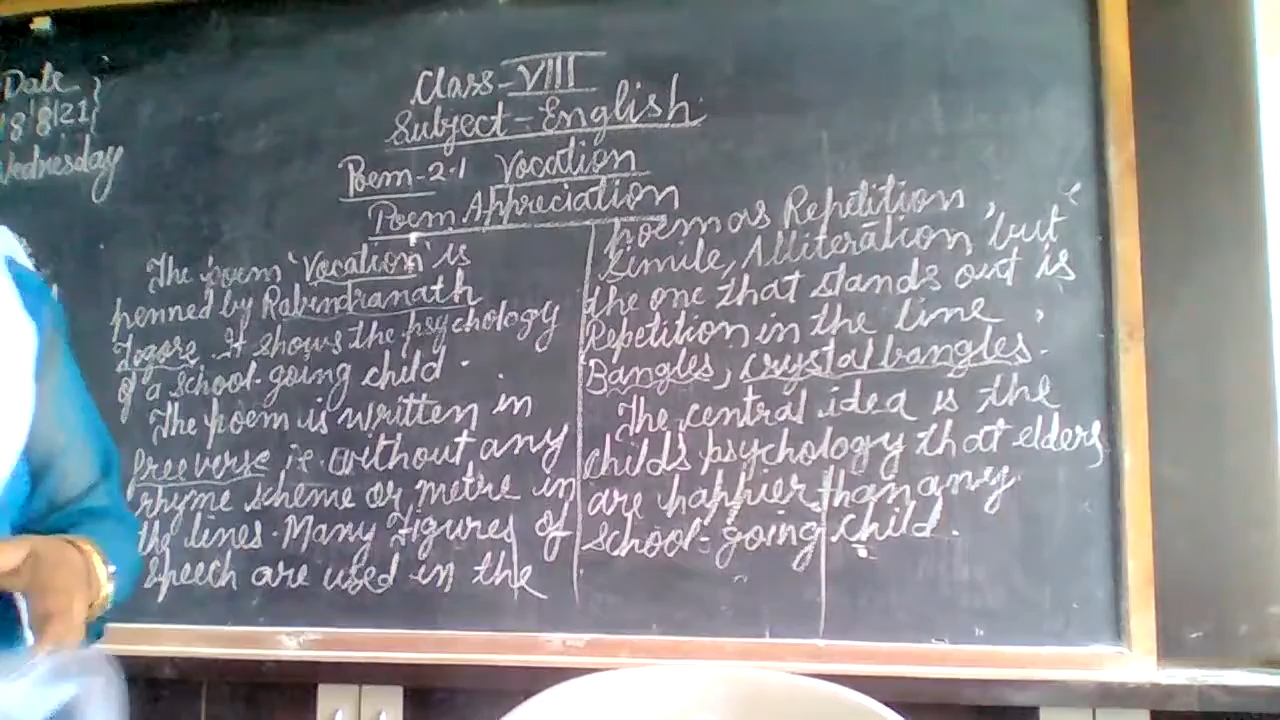 Date
18/8/21
Wednesday
Class-VIII
Subject-English
Poem-2.1 Vocation
Poem Appreciation
The poem 'Vocation' is
penned by Rabindranath
Togore. It shows the psychology
of a school-going child.
The poem is written in
freeverse ie. without any
rhyme scheme or metre in
the lines. Many Figures of
speech are used in the
poem as Repetition,
Simile, Alliteration 'but
the one that stands out is
Repetition in the line,
Bangles, crystal bangles.
The central idea is the
childs psychology that elders
are happier than any
school-going child.